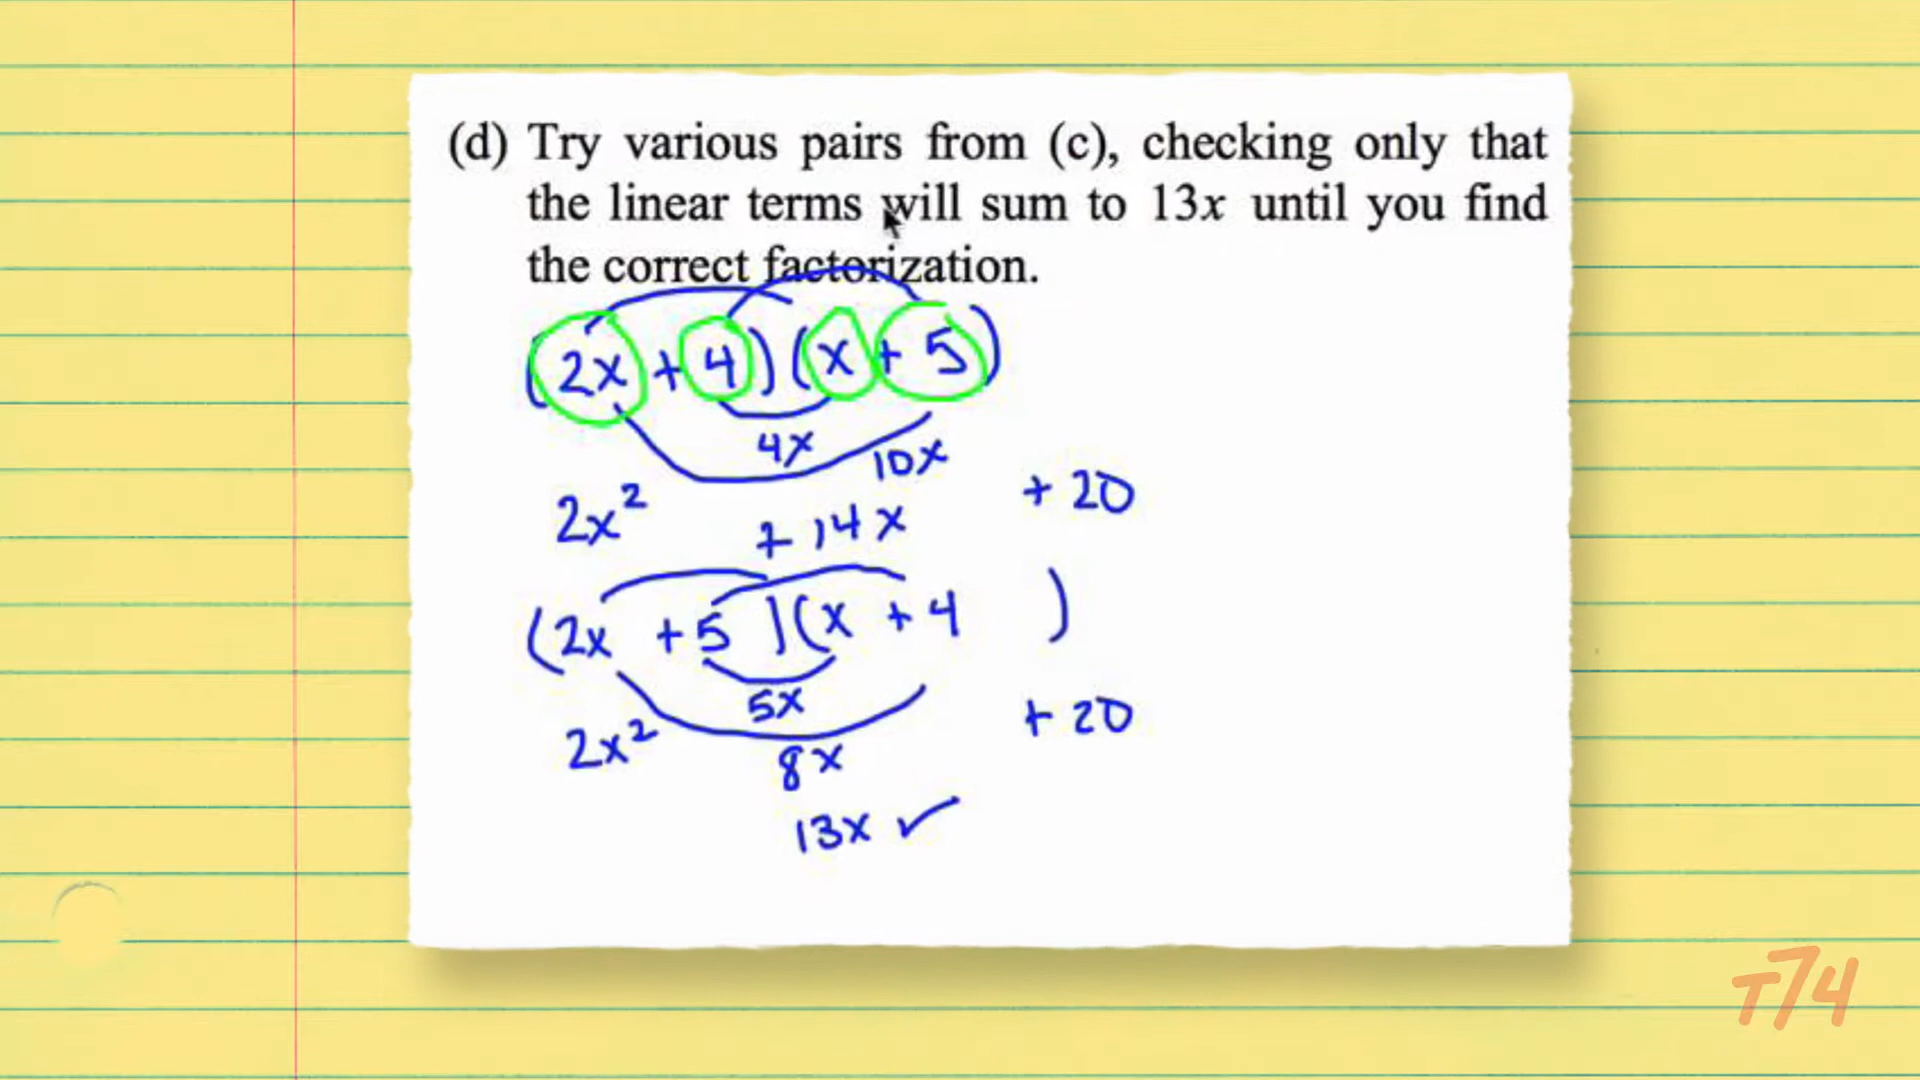 (d) Try various pairs from (c), checking only that
the linear terms will sum to 13x until you find
the correct factorization.
(2x + 4)(x + 5)
4x
10x
2x² + 14x + 20
(2x + 5)(x + 4 )
5x
2x² + 20
8x
13x ✓
T74